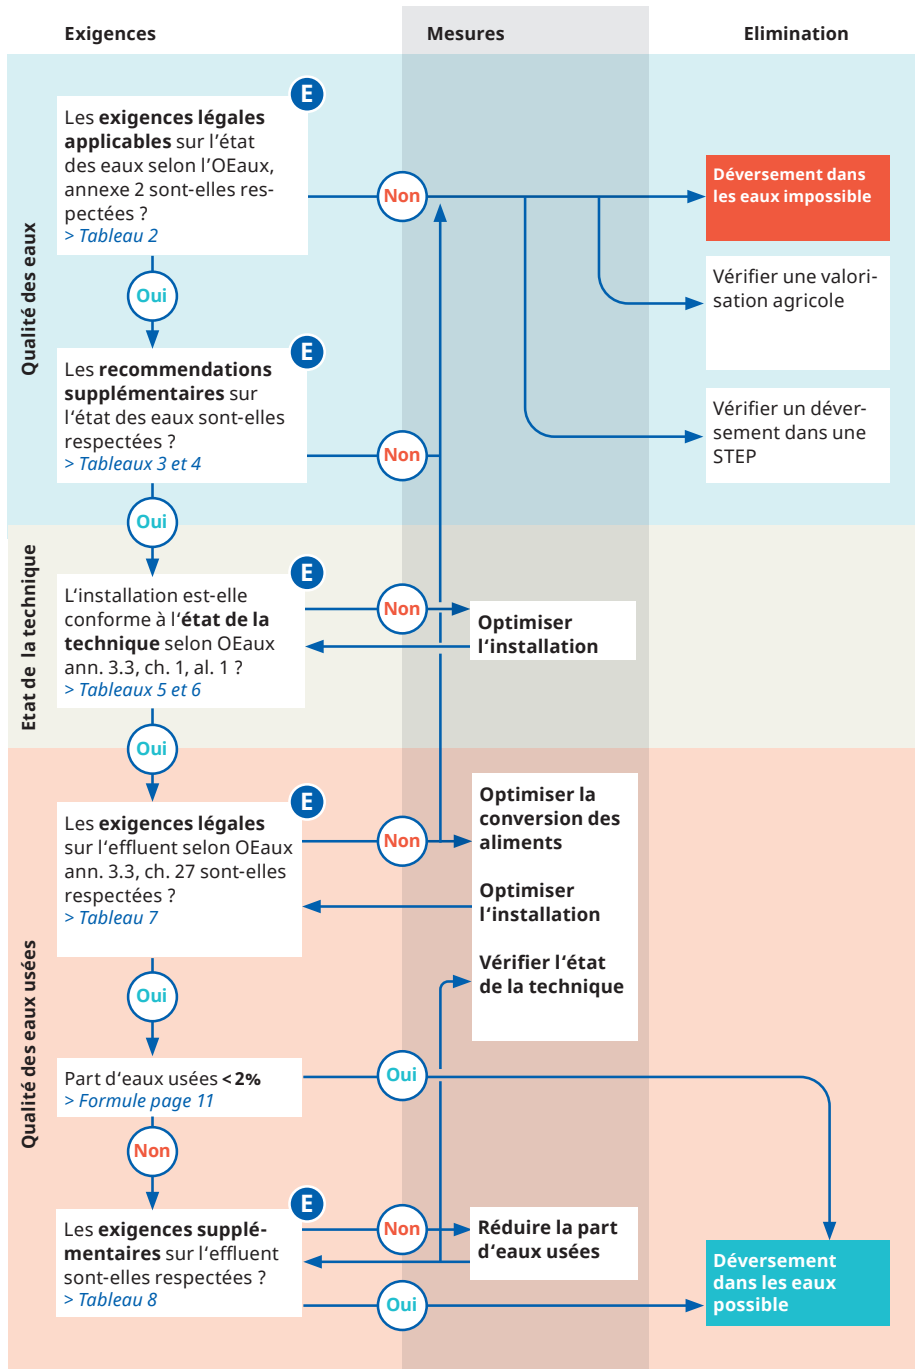 Exigences
Mesures
Elimination
Qualité des eaux
E
Les exigences légales
applicables sur l’état
des eaux selon l’OEaux,
annexe 2 sont-elles res-
pectées ?
> Tableau 2
Non
Déversement dans
les eaux impossible
Vérifier une valori-
sation agricole
Vérifier un déver-
sement dans une
STEP
Oui
E
Les recommendations
supplémentaires sur
l‘état des eaux sont-elles
respectées ?
> Tableaux 3 et 4
Non
Oui
Etat de la technique
E
L‘installation est-elle
conforme à l‘état de la
technique selon OEaux
ann. 3.3, ch. 1, al. 1 ?
> Tableaux 5 et 6
Non
Optimiser
l‘installation
Oui
Qualité des eaux usées
E
Les exigences légales
sur l‘effluent selon OEaux
ann. 3.3, ch. 27 sont-elles
respectées ?
> Tableau 7
Non
Optimiser la
conversion des
aliments
Optimiser
l‘installation
Vérifier l‘état
de la technique
Oui
Part d‘eaux usées < 2%
> Formule page 11
Oui
Non
E
Les exigences supplé-
mentaires sur l‘effluent
sont-elles respectées ?
> Tableau 8
Non
Réduire la part
d‘eaux usées
Oui
Déversement
dans les eaux
possible